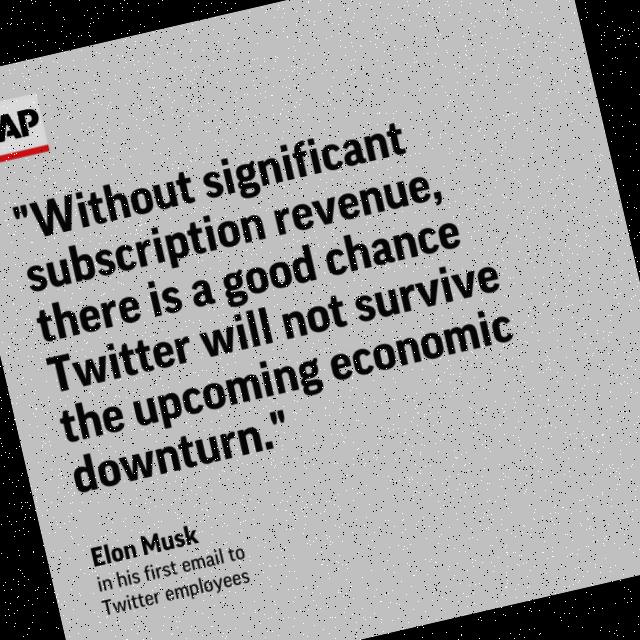 AP
"Without significant
subscription revenue,
there is a good chance
Twitter will not survive
the upcoming economic
downturn."
Elon Musk
in his first email to
Twitter employees